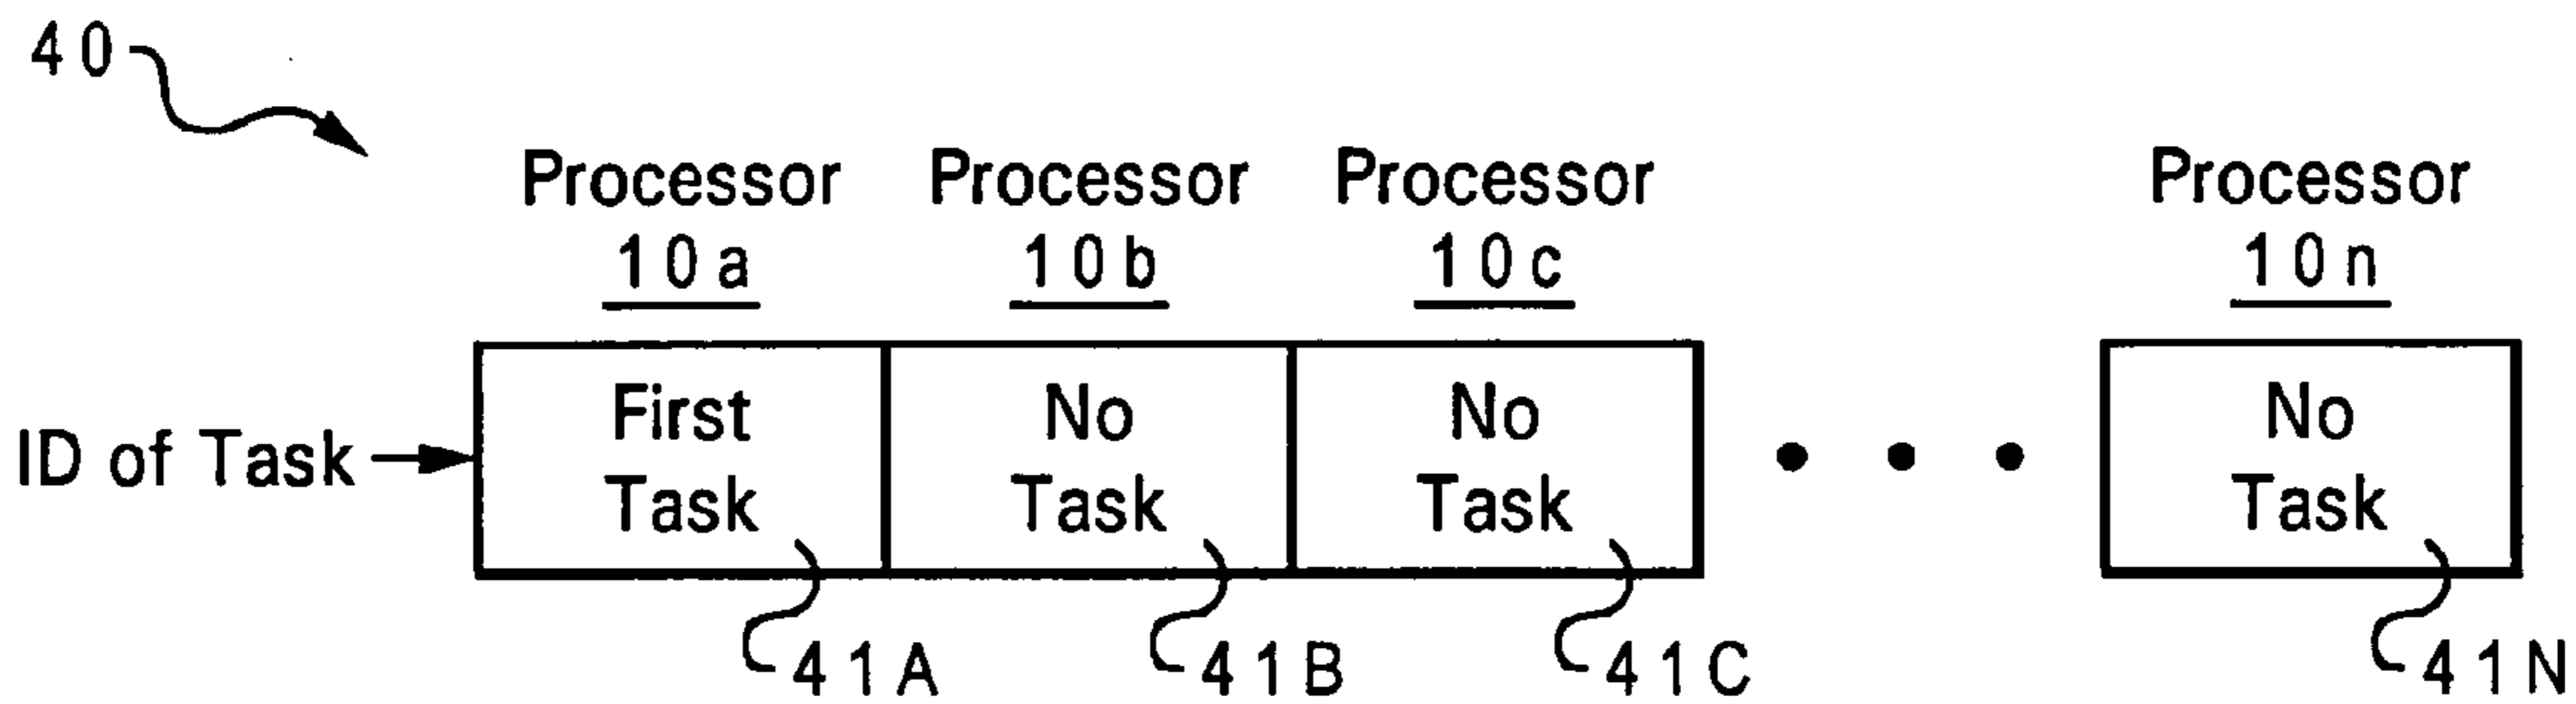 40
Processor Processor Processor Processor
10a 10b 10c 10n
ID of Task
First No No No
Task Task Task Task
41A 41B 41C 41N